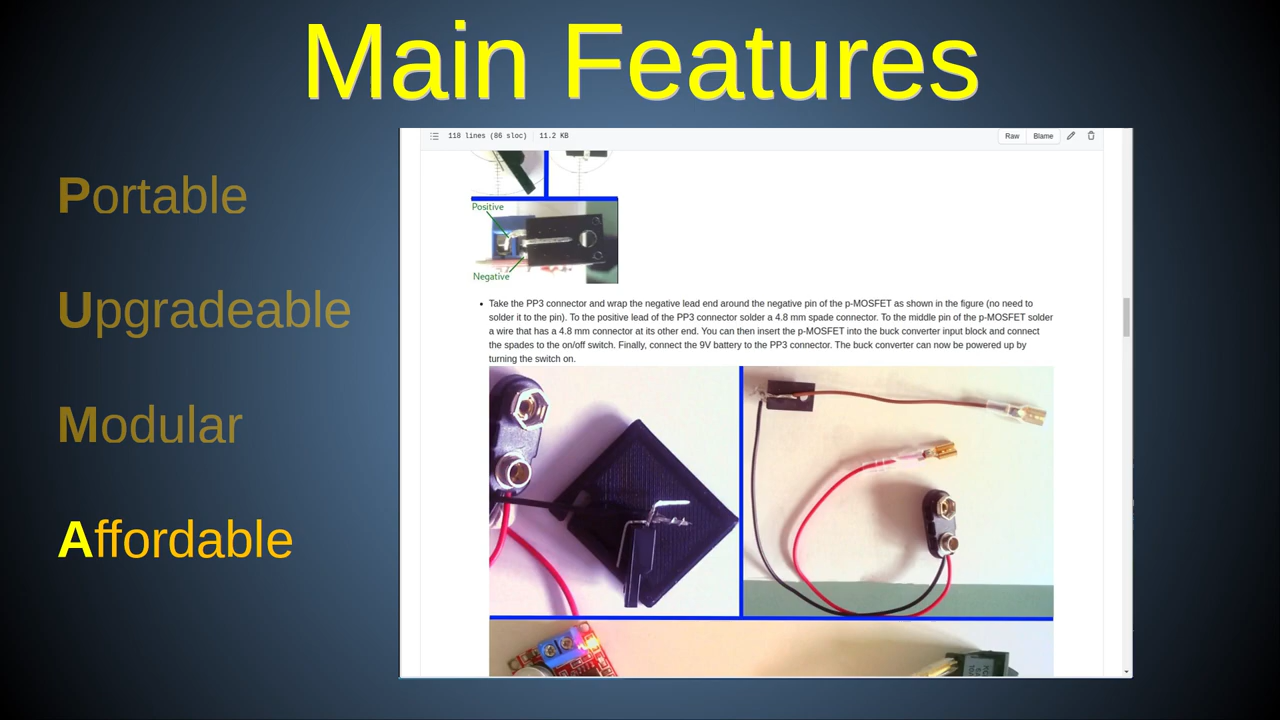 Main Features
Portable
Upgradeable
Modular
Affordable
118 lines (86 sloc) 11.2 KB
Raw
Blame
Positive
Negative
Take the PP3 connector and wrap the negative lead end around the negative pin of the p-MOSFET as shown in the figure (no need to
solder it to the pin). To the positive lead of the PP3 connector solder a 4.8 mm spade connector. To the middle pin of the p-MOSFET solder
a wire that has a 4.8 mm connector at its other end. You can then insert the p-MOSFET into the buck converter input block and connect
the spades to the on/off switch. Finally, connect the 9V battery to the PP3 connector. The buck converter can now be powered up by
turning the switch on.